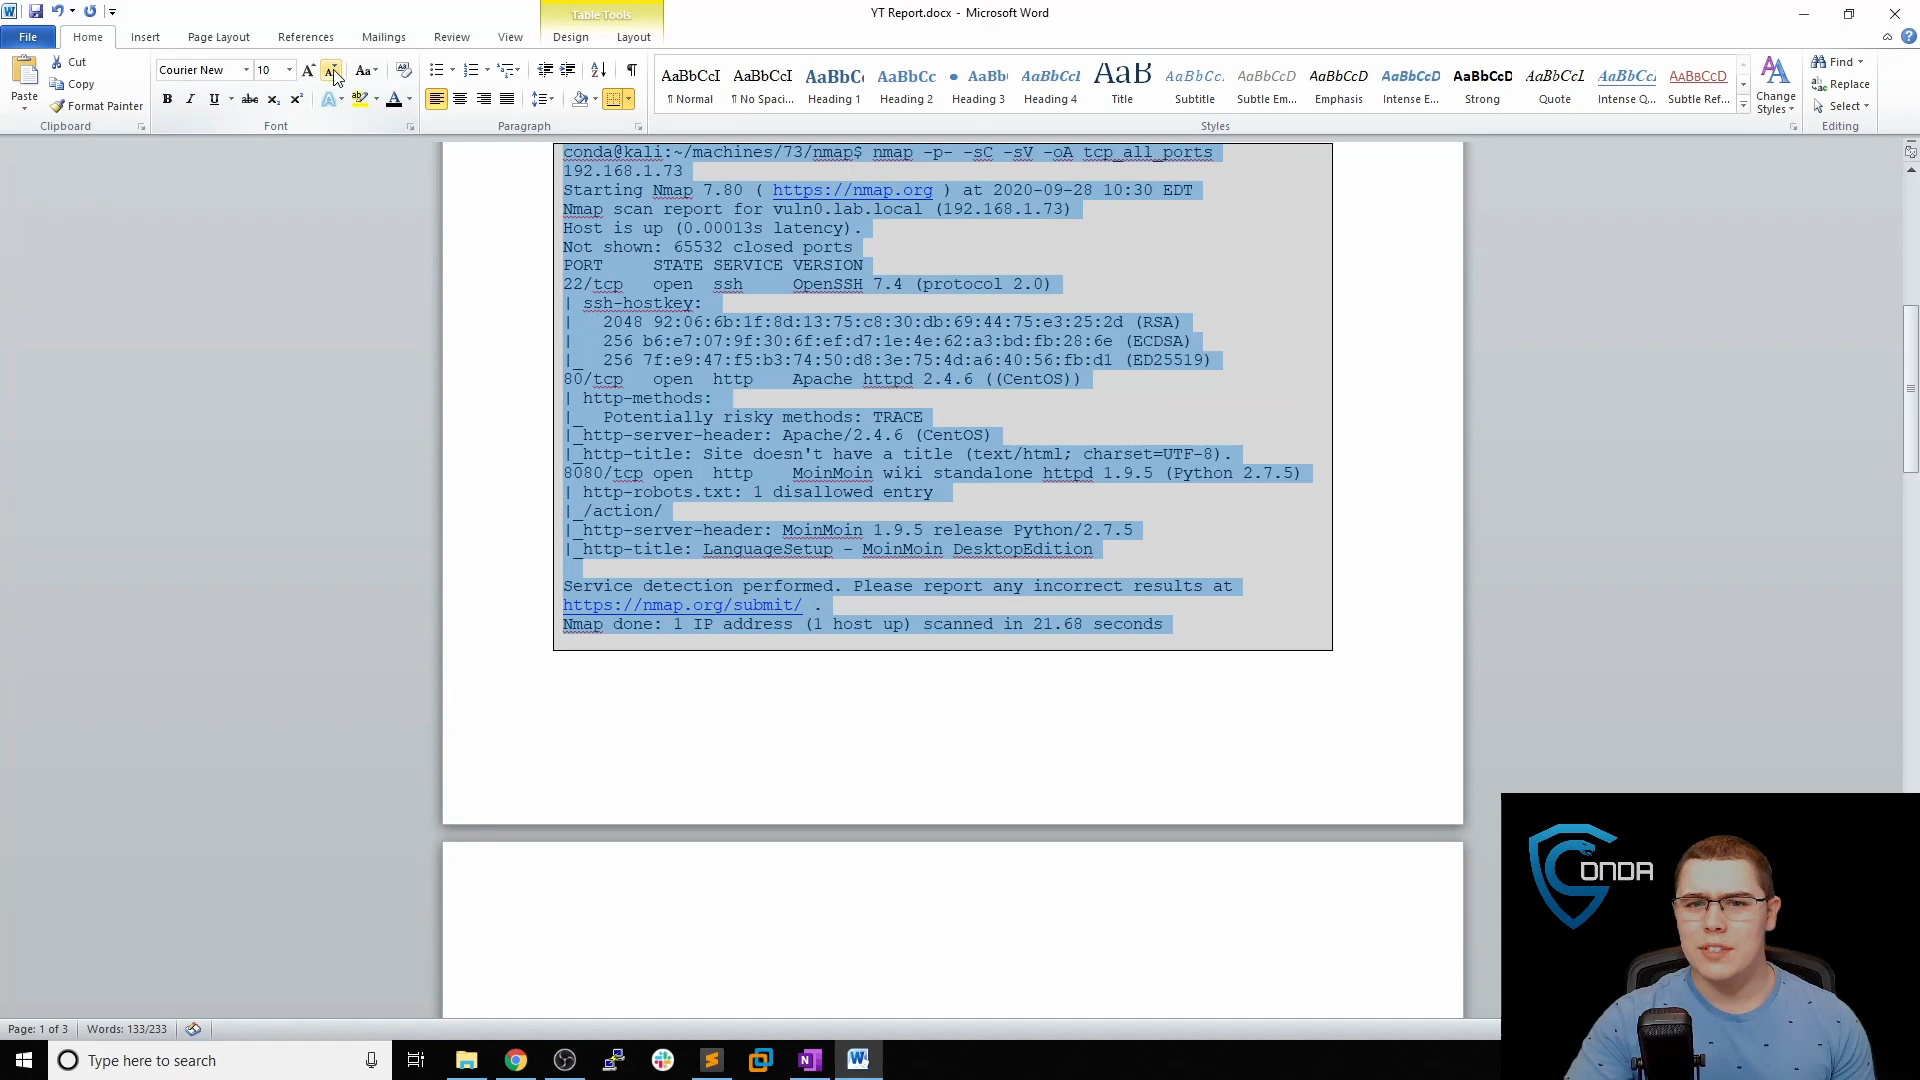 YT Report.docx - Microsoft Word
Table Tools
File Home Insert Page Layout References Mailings Review View Design Layout
Paste
Cut
Copy
Format Painter
Clipboard
Courier New 10
Font
Paragraph
AaBbCcI AaBbCcI AaBbC AaBbCc AaBb AaBbCcI AaB AaBbCc. AaBbCcD AaBbCcD AaBbCcD AaBbCcD AaBbCcI AaBbCcI AaBbCcD
¶ Normal ¶ No Spaci... Heading 1 Heading 2 Heading 3 Heading 4 Title Subtitle Subtle Em... Emphasis Intense E... Strong Quote Intense Q... Subtle Ref...
Styles
Change Styles
Find
Replace
Select
Editing
conda@kali:~/machines/73/nmap$ nmap -p- -sC -sV -oA tcp_all_ports
192.168.1.73
Starting Nmap 7.80 ( https://nmap.org ) at 2020-09-28 10:30 EDT
Nmap scan report for vuln0.lab.local (192.168.1.73)
Host is up (0.00013s latency).
Not shown: 65532 closed ports
PORT     STATE SERVICE VERSION
22/tcp   open  ssh     OpenSSH 7.4 (protocol 2.0)
| ssh-hostkey:
|   2048 92:06:6b:1f:8d:13:75:c8:30:db:69:44:75:e3:25:2d (RSA)
|   256 b6:e7:07:9f:30:6f:ef:d7:1e:4e:62:a3:bd:fb:28:6e (ECDSA)
|_  256 7f:e9:47:f5:b3:74:50:d8:3e:75:4d:a6:40:56:fb:d1 (ED25519)
80/tcp   open  http    Apache httpd 2.4.6 ((CentOS))
| http-methods:
|_  Potentially risky methods: TRACE
|_http-server-header: Apache/2.4.6 (CentOS)
|_http-title: Site doesn't have a title (text/html; charset=UTF-8).
8080/tcp open  http    MoinMoin wiki standalone httpd 1.9.5 (Python 2.7.5)
| http-robots.txt: 1 disallowed entry
|_/action/
|_http-server-header: MoinMoin 1.9.5 release Python/2.7.5
|_http-title: LanguageSetup - MoinMoin DesktopEdition
Service detection performed. Please report any incorrect results at
https://nmap.org/submit/ .
Nmap done: 1 IP address (1 host up) scanned in 21.68 seconds
CONDA
Page: 1 of 3 Words: 133/233
Type here to search